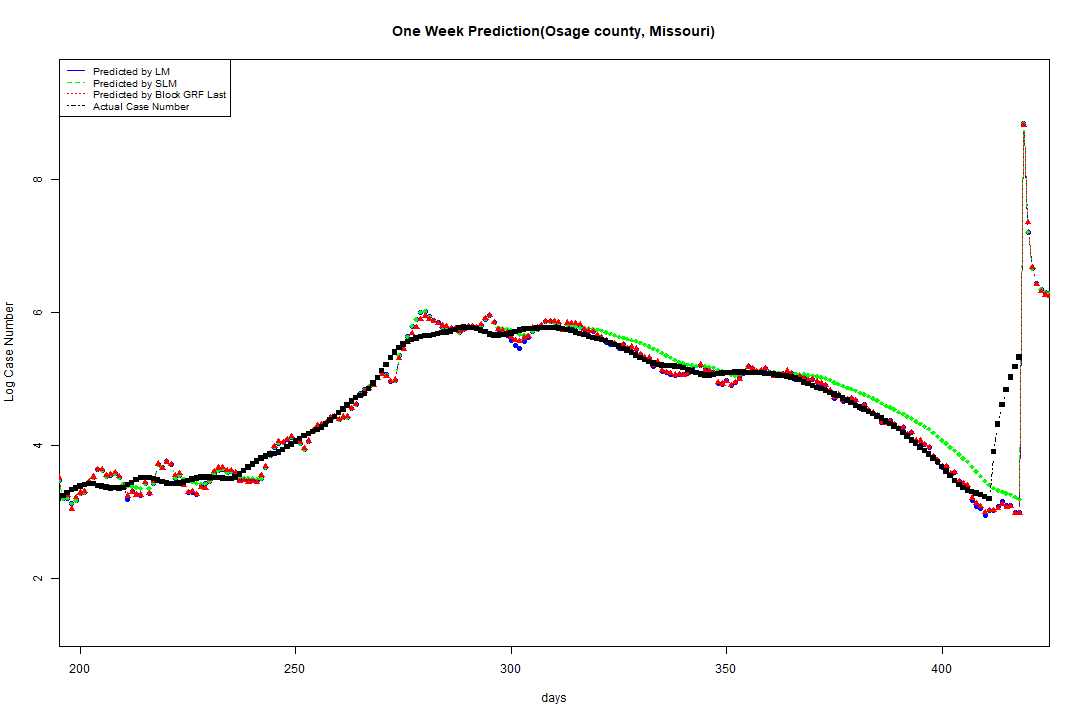 One Week Prediction(Osage county, Missouri)
Predicted by LM
Predicted by SLM
Predicted by Block GRF Last
Actual Case Number
8
6
4
2
Log Case Number
200 250 300 350 400
days